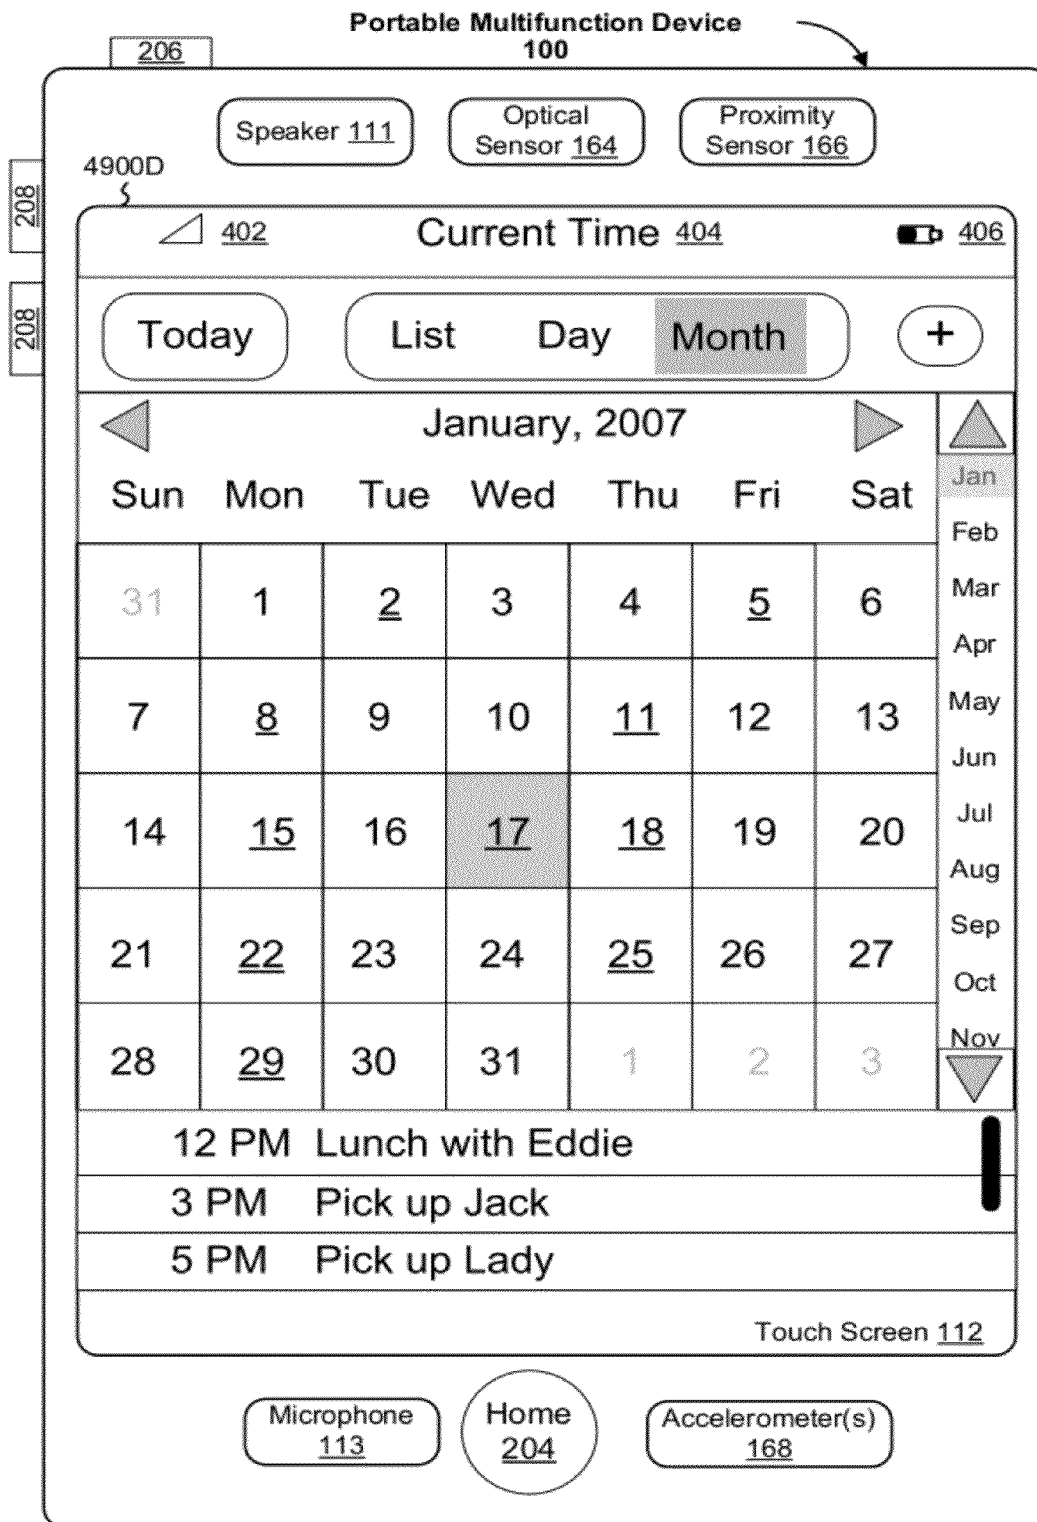 Portable Multifunction Device
100
206
Speaker 111
Optical
Sensor 164
Proximity
Sensor 166
4900D
208
208
402 Current Time 404 406
Today List Day Month +
January, 2007
Sun Mon Tue Wed Thu Fri Sat
31 1 2 3 4 5 6
7 8 9 10 11 12 13
14 15 16 17 18 19 20
21 22 23 24 25 26 27
28 29 30 31 1 2 3
Jan
Feb
Mar
Apr
May
Jun
Jul
Aug
Sep
Oct
Nov
12 PM Lunch with Eddie
3 PM Pick up Jack
5 PM Pick up Lady
Touch Screen 112
Microphone
113
Home
204
Accelerometer(s)
168